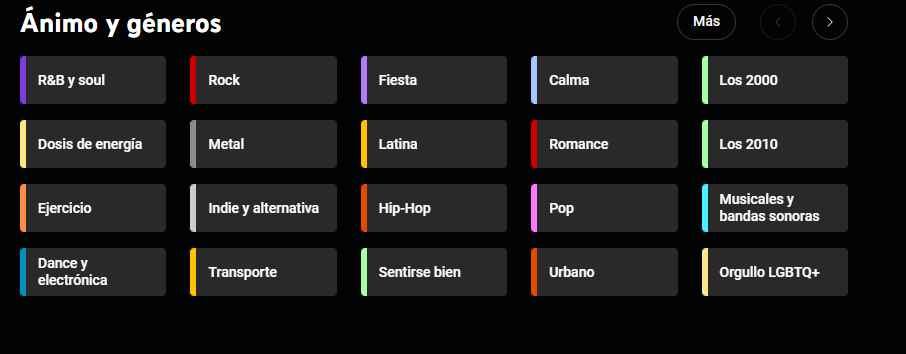 Ánimo y géneros
Más
R&B y soul
Rock
Fiesta
Calma
Los 2000
Dosis de energía
Metal
Latina
Romance
Los 2010
Ejercicio
Indie y alternativa
Hip-Hop
Pop
Musicales y
bandas sonoras
Dance y
electrónica
Transporte
Sentirse bien
Urbano
Orgullo LGBTQ+